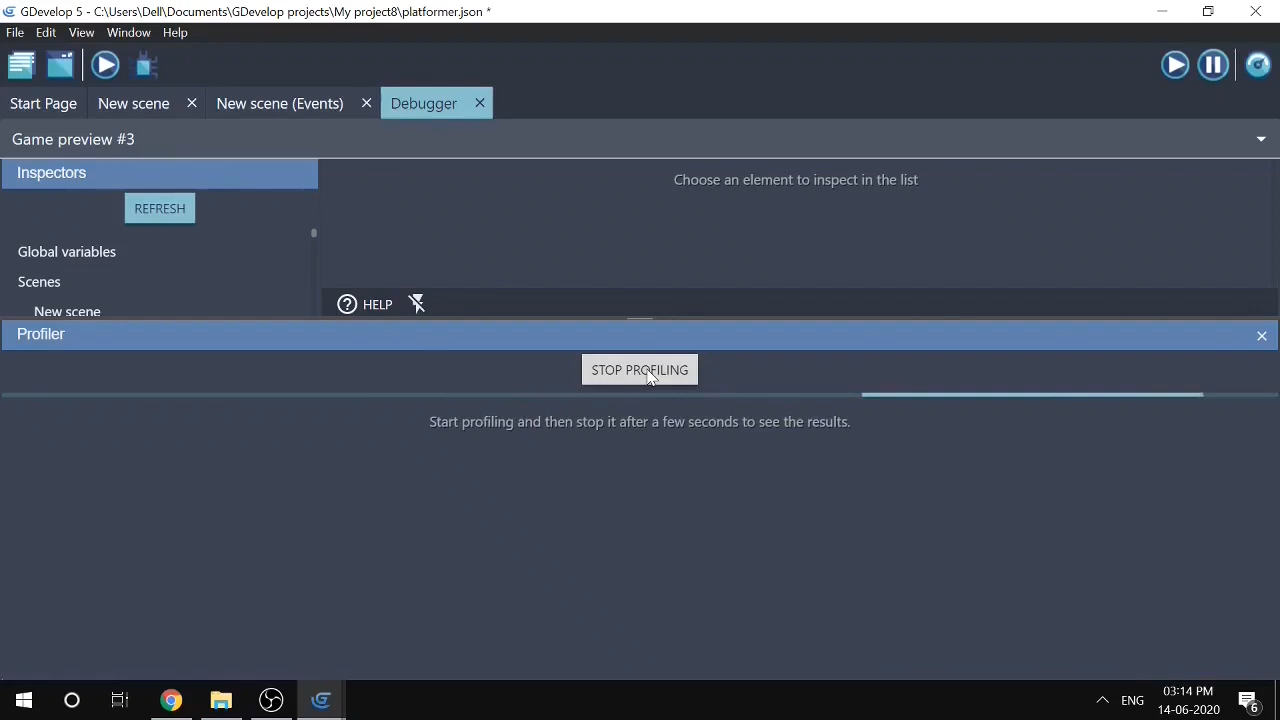 GDevelop 5 - C:\Users\Dell\Documents\GDevelop projects\My project8\platformer.json *
File Edit View Window Help
Start Page New scene New scene (Events) Debugger
Game preview #3
Inspectors
Choose an element to inspect in the list
REFRESH
Global variables
Scenes
New scene
HELP
Profiler
STOP PROFILING
Start profiling and then stop it after a few seconds to see the results.
ENG
03:14 PM
14-06-2020
6